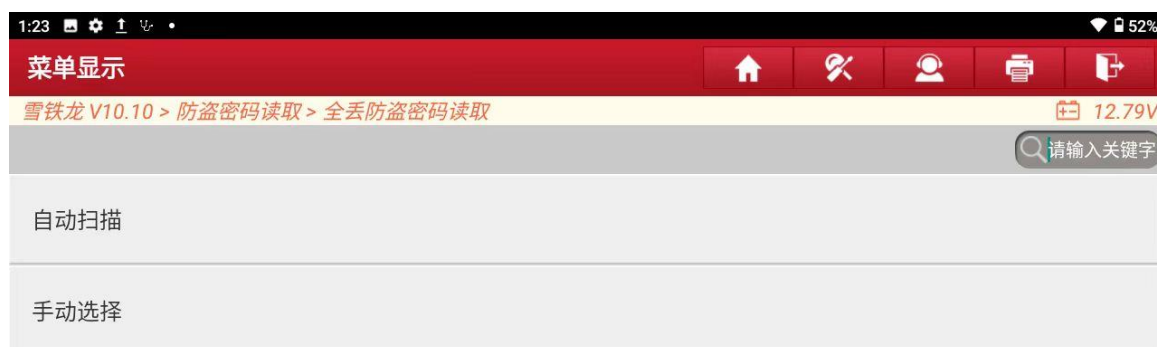 1:23 52%
菜单显示
雪铁龙 V10.10 > 防盗密码读取 > 全丢防盗密码读取 12.79V
请输入关键字
自动扫描
手动选择